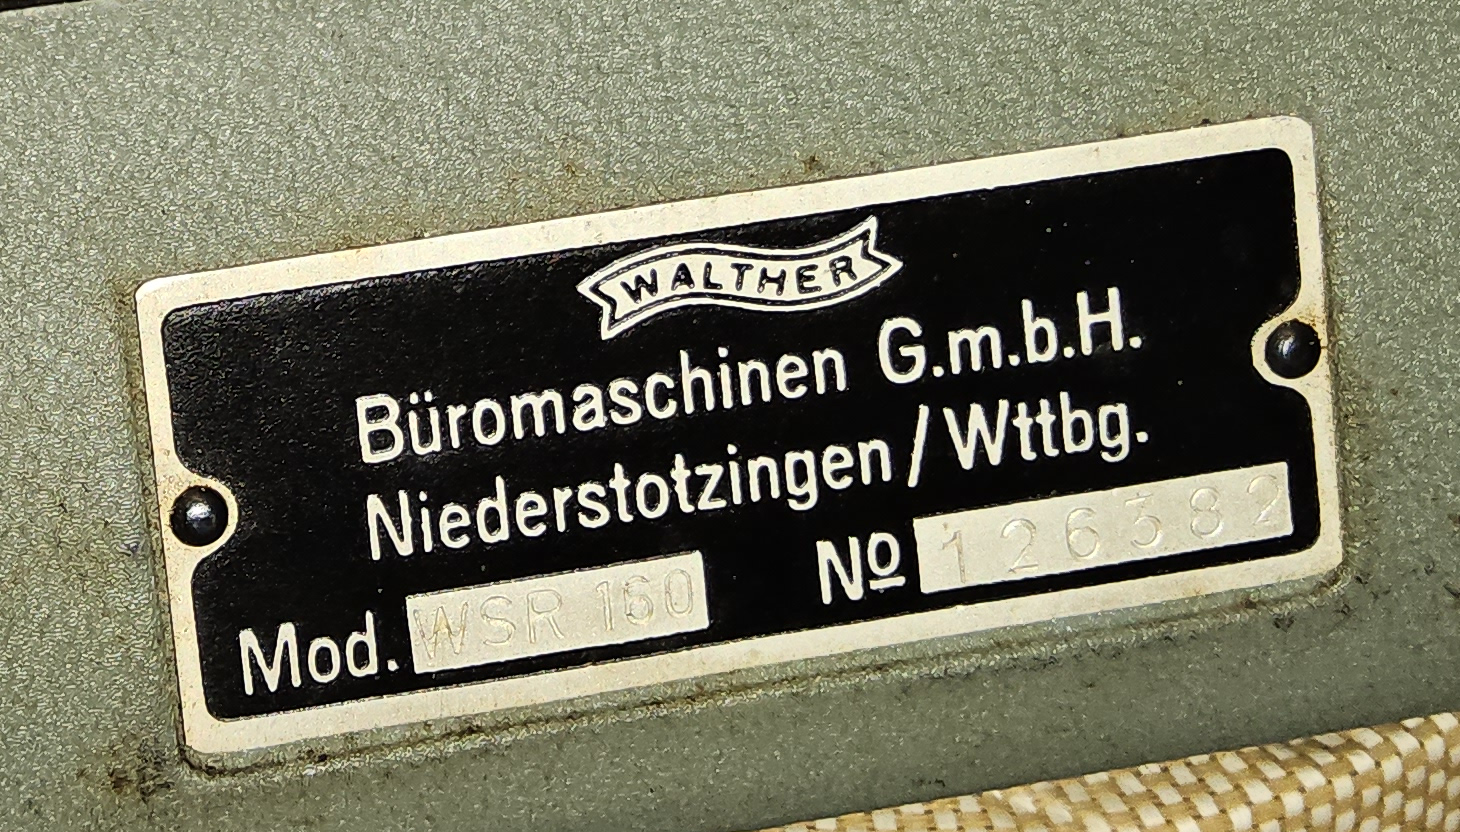 WALTHER
Büromaschinen G.m.b.H.
Niederstotzingen/Wttbg.
Mod. WSR 160 Nº 126382